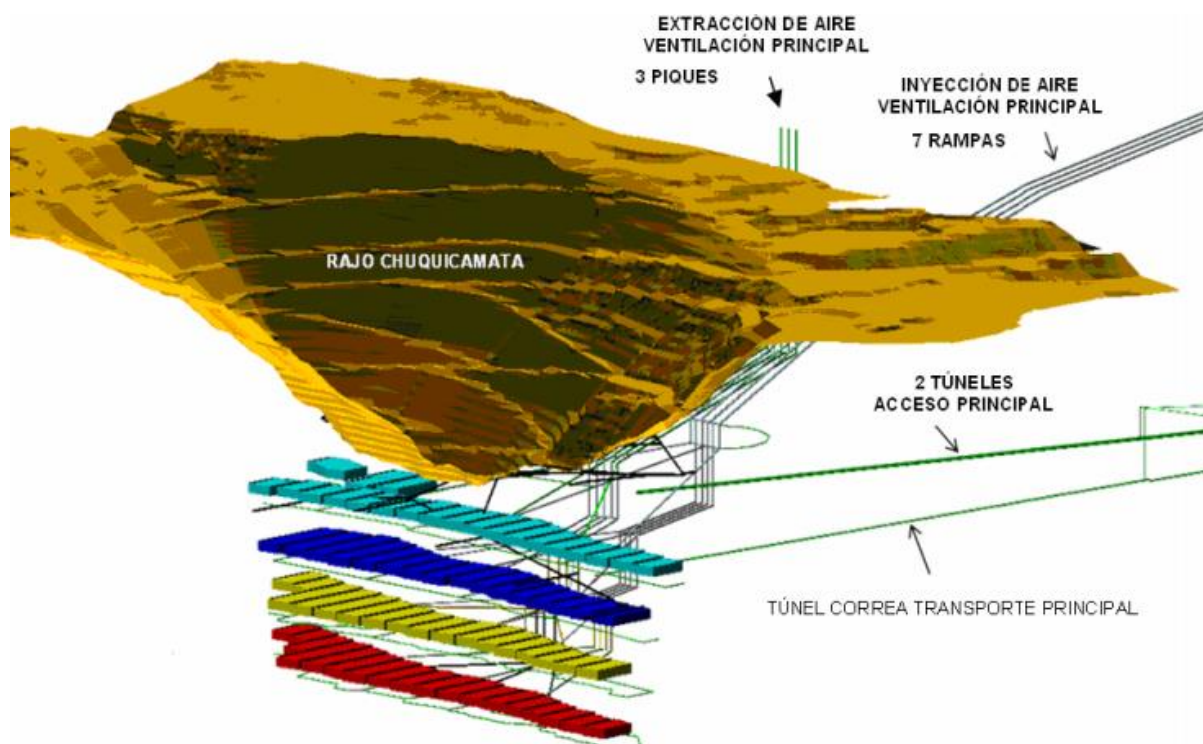 EXTRACCIÓN DE AIRE
VENTILACIÓN PRINCIPAL
3 PIQUES
INYECCIÓN DE AIRE
VENTILACIÓN PRINCIPAL
7 RAMPAS
RAJO CHUQUICAMATA
2 TÚNELES
ACCESO PRINCIPAL
TÚNEL CORREA TRANSPORTE PRINCIPAL